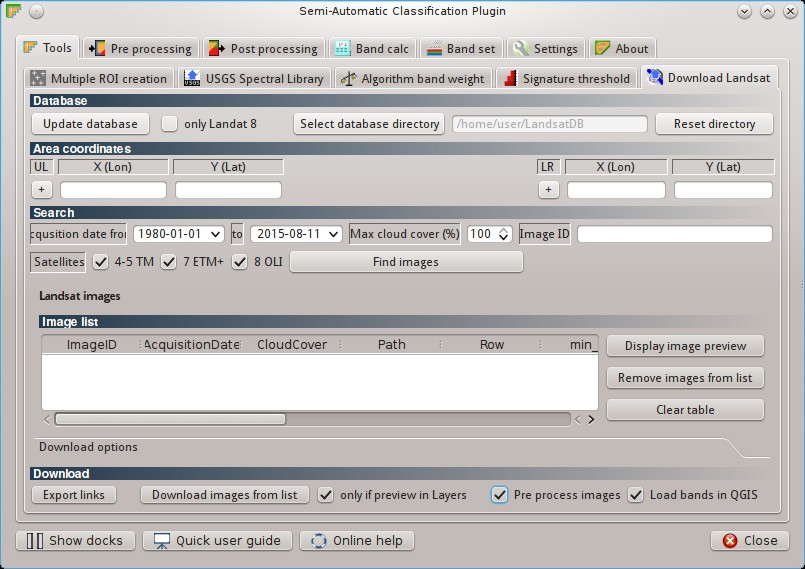 Semi-Automatic Classification Plugin
Tools Pre processing Post processing Band calc Band set Settings About
Multiple ROI creation USGS USGS Spectral Library Algorithm band weight Signature threshold Download Landsat
Database
Update database only Landat 8 Select database directory /home/user/LandsatDB Reset directory
Area coordinates
UL X (Lon) Y (Lat) LR X (Lon) Y (Lat)
+ +
Search
cqusition date fror 1980-01-01 to 2015-08-11 Max cloud cover (%) 100 Image ID
Satellites 4-5 TM 7 ETM+ 8 OLI Find images
Landsat images
Image list
ImageID AcquisitionDate CloudCover Path Row min_
Display image preview
Remove images from list
Clear table
Download options
Download
Export links Download images from list only if preview in Layers Pre process images Load bands in QGIS
Show docks Quick user guide Online help Close